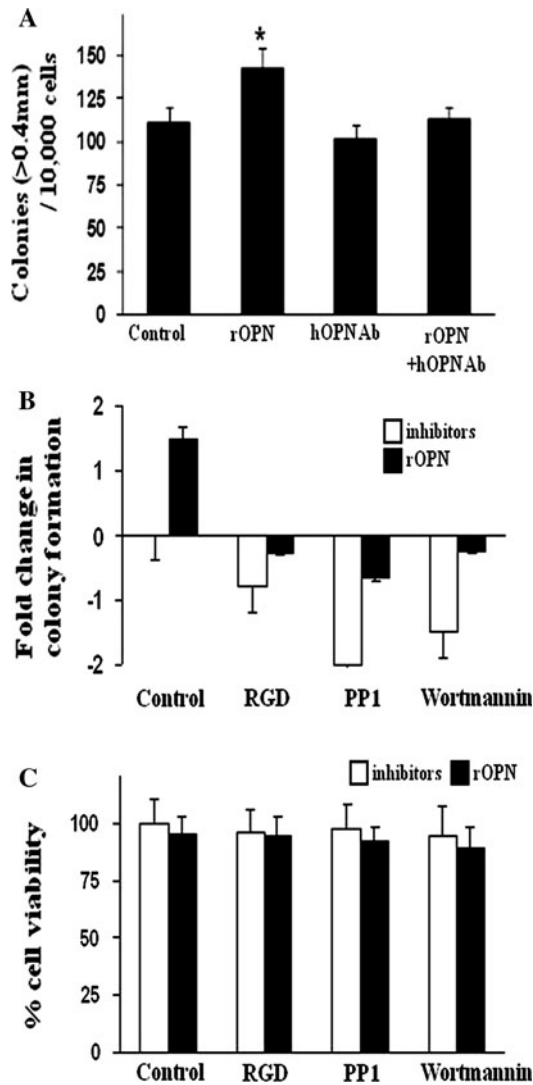 A
Colonies (>0.4mm)
/ 10,000 cells
150
125
100
75
50
25
0
*
Control
rOPN
hOPNAb
rOPN
+hOPNAb
B
Fold change in
colony formation
2
1
0
-1
-2
inhibitors
rOPN
Control
RGD
PP1
Wortmannin
C
% cell viability
100
75
50
25
0
inhibitors
rOPN
Control
RGD
PP1
Wortmannin